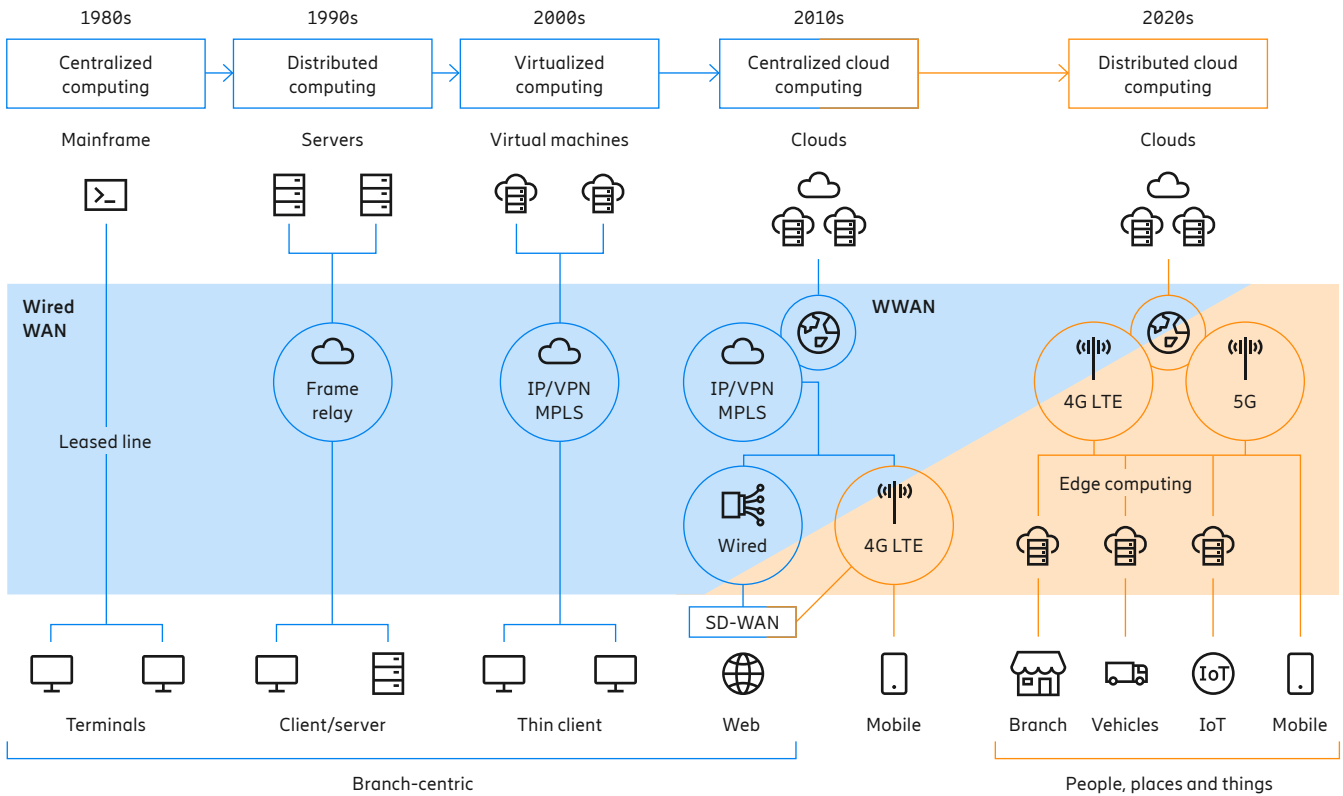 1980s
1990s
2000s
2010s
2020s
Centralized
computing
Distributed
computing
Virtualized
computing
Centralized cloud
computing
Distributed cloud
computing
Mainframe
Servers
Virtual machines
Clouds
Clouds
>_
Wired
WAN
WWAN
Leased line
Frame
relay
IP/VPN
MPLS
IP/VPN
MPLS
Wired
4G LTE
SD-WAN
4G LTE
5G
Edge computing
IoT
Terminals
Client/server
Thin client
Web
Mobile
Branch
Vehicles
IoT
Mobile
Branch-centric
People, places and things